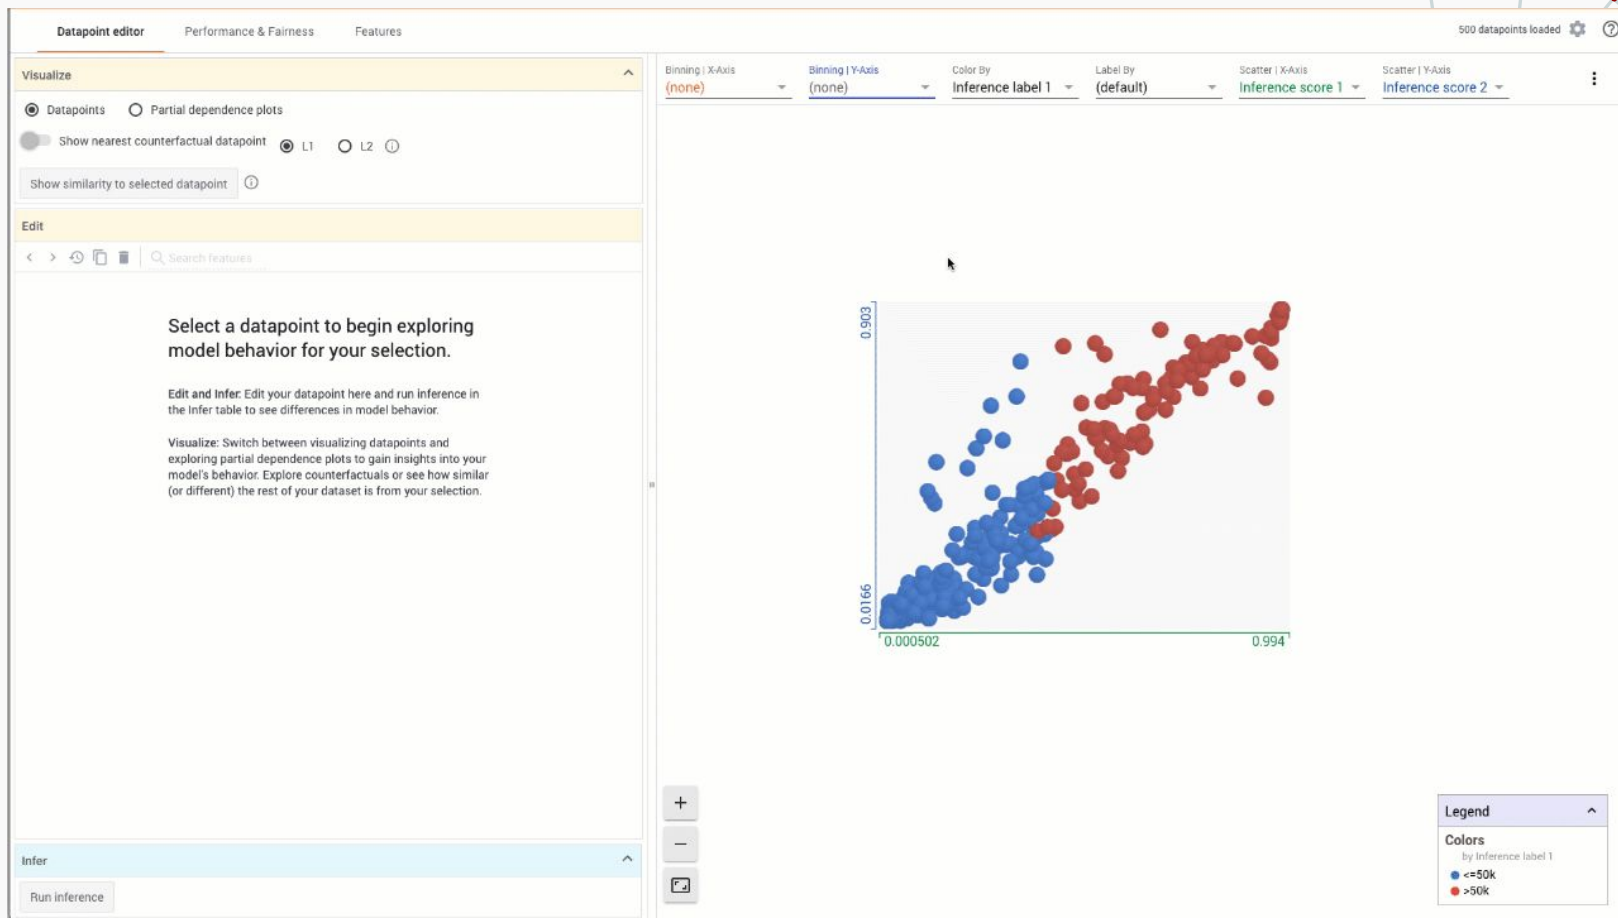 Datapoint editor
Performance & Fairness
Features
500 datapoints loaded
Visualize
Datapoints
Partial dependence plots
Show nearest counterfactual datapoint
L1
L2
Show similarity to selected datapoint
Edit
Search features
Select a datapoint to begin exploring
model behavior for your selection.
Edit and Infer: Edit your datapoint here and run inference in
the Infer table to see differences in model behavior.
Visualize: Switch between visualizing datapoints and
exploring partial dependence plots to gain insights into your
model's behavior. Explore counterfactuals or see how similar
(or different) the rest of your dataset is from your selection.
Infer
Run inference
Binning | X-Axis
(none)
Binning | Y-Axis
(none)
Color By
Inference label 1
Label By
(default)
Scatter | X-Axis
Inference score 1
Scatter | Y-Axis
Inference score 2
0.903
0.0166
0.000502
0.994
Legend
Colors
by Inference label 1
<=50k
>50k